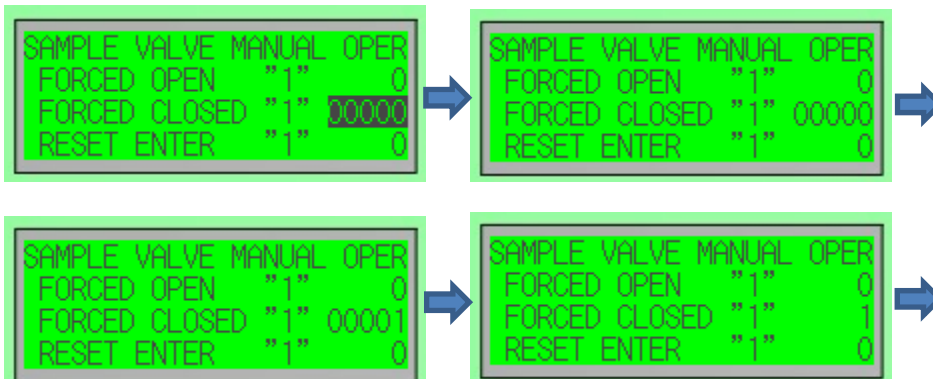 SAMPLE VALVE MANUAL OPER
FORCED OPEN "1" 0
FORCED CLOSED "1" 00000
RESET ENTER "1" 0
SAMPLE VALVE MANUAL OPER
FORCED OPEN "1" 0
FORCED CLOSED "1" 00000
RESET ENTER "1" 0
SAMPLE VALVE MANUAL OPER
FORCED OPEN "1" 0
FORCED CLOSED "1" 00001
RESET ENTER "1" 0
SAMPLE VALVE MANUAL OPER
FORCED OPEN "1" 0
FORCED CLOSED "1" 1
RESET ENTER "1" 0